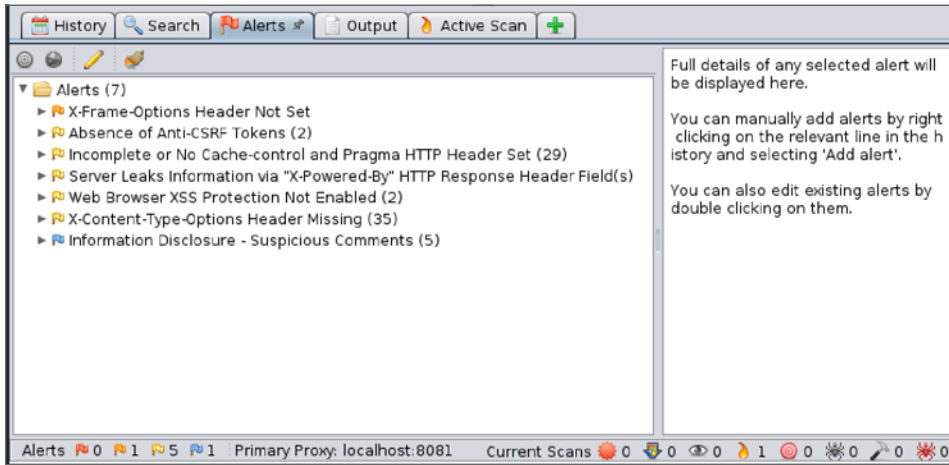 History Search Alerts Output Active Scan
Alerts (7)
X-Frame-Options Header Not Set
Absence of Anti-CSRF Tokens (2)
Incomplete or No Cache-control and Pragma HTTP Header Set (29)
Server Leaks Information via "X-Powered-By" HTTP Response Header Field(s)
Web Browser XSS Protection Not Enabled (2)
X-Content-Type-Options Header Missing (35)
Information Disclosure - Suspicious Comments (5)
Full details of any selected alert will
be displayed here.
You can manually add alerts by right
clicking on the relevant line in the h
istory and selecting 'Add alert'.
You can also edit existing alerts by
double clicking on them.
Alerts 0 1 5 1 Primary Proxy: localhost:8081 Current Scans 0 0 0 1 0 0 0 0